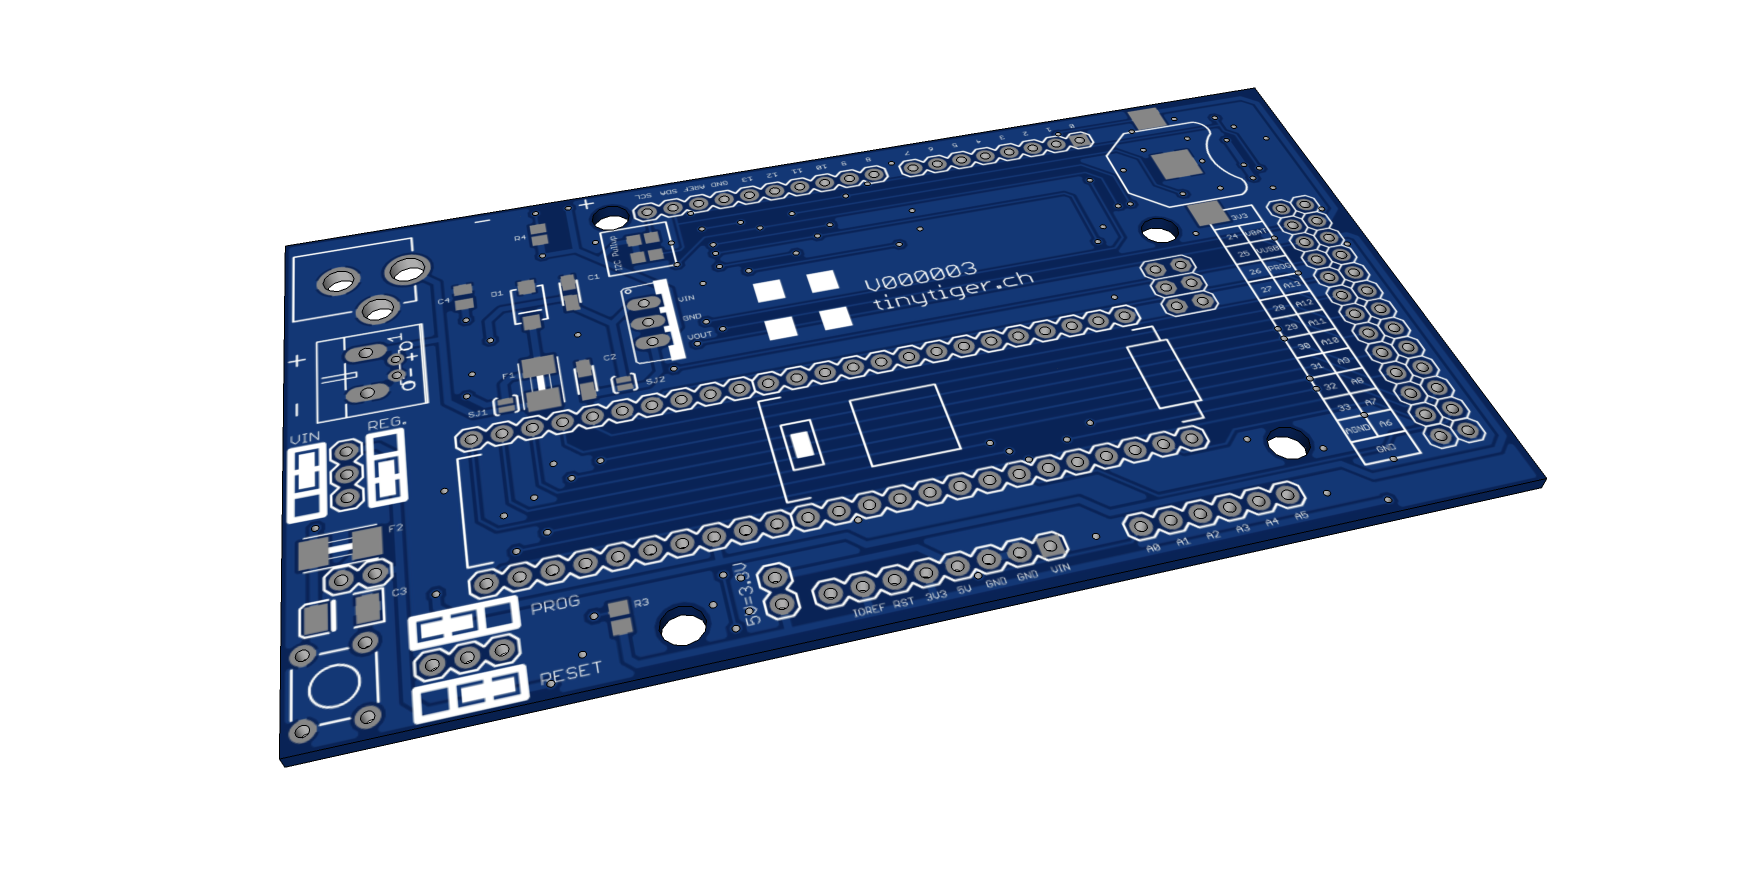 SCL SDA AREF GND 13 12 11 10 9 8 7 6 5 4 3 2 1 0
+
-
R4
I2C Pullup
C1
D1
C4
VIN
GND
VOUT
V000003
tinytiger.ch
3V3
24 VBAT
25 VUSB
26 PROG
27 A13
28 A12
29 A11
30 A10
31 A9
32 A8
33 A7
AGND A6
GND
+
-
F1
C2
SJ1
SJ2
VIN
REG.
F2
C3
PROG
RESET
R3
5V=3.3V
IOREF RST 3V3 5V GND GND VIN
A0 A1 A2 A3 A4 A5